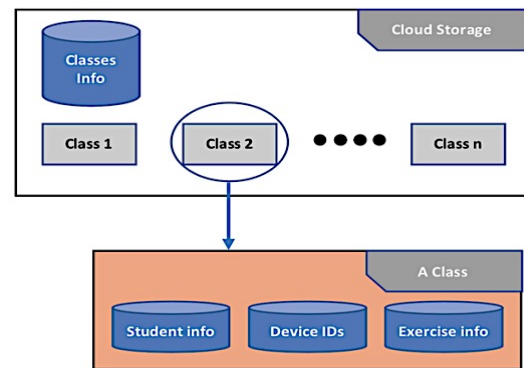 Cloud Storage
Classes
Info
Class 1
Class 2
Class n
A Class
Student info
Device IDs
Exercise info